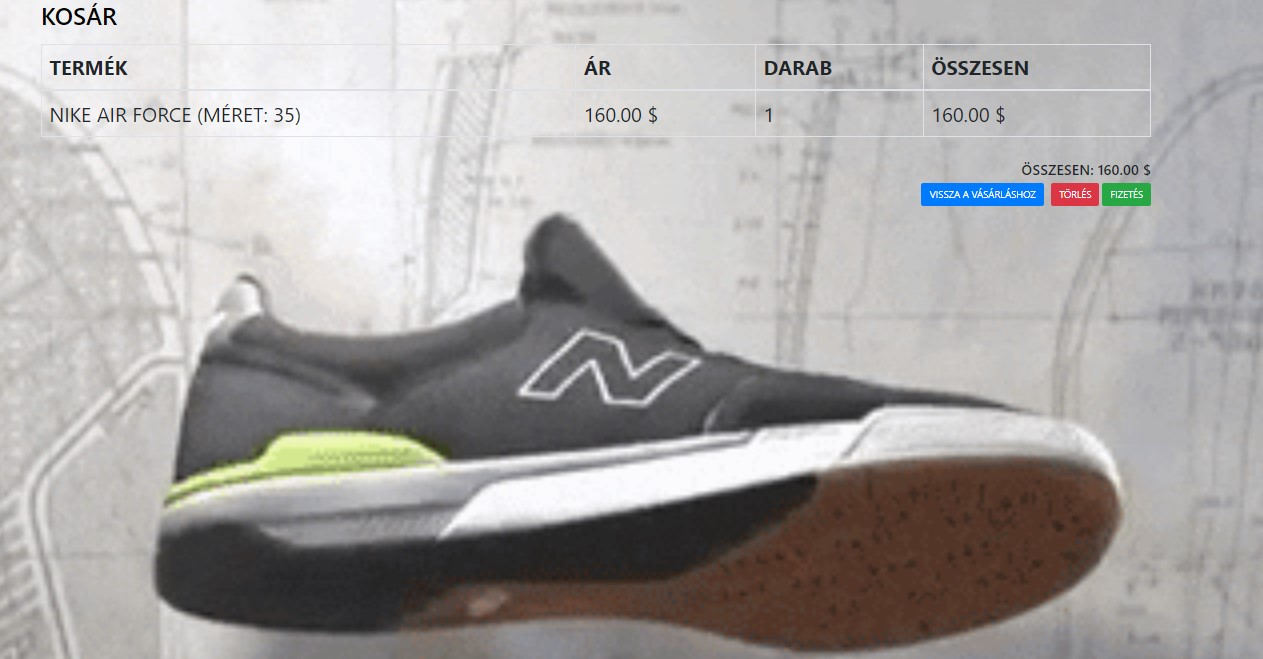 KOSÁR
TERMÉK ÁR DARAB ÖSSZESEN
NIKE AIR FORCE (MÉRET: 35) 160.00 $ 1 160.00 $
ÖSSZESEN: 160.00 $
VISSZA A VÁSÁRLÁSHOZ TÖRLÉS FIZETÉS
N